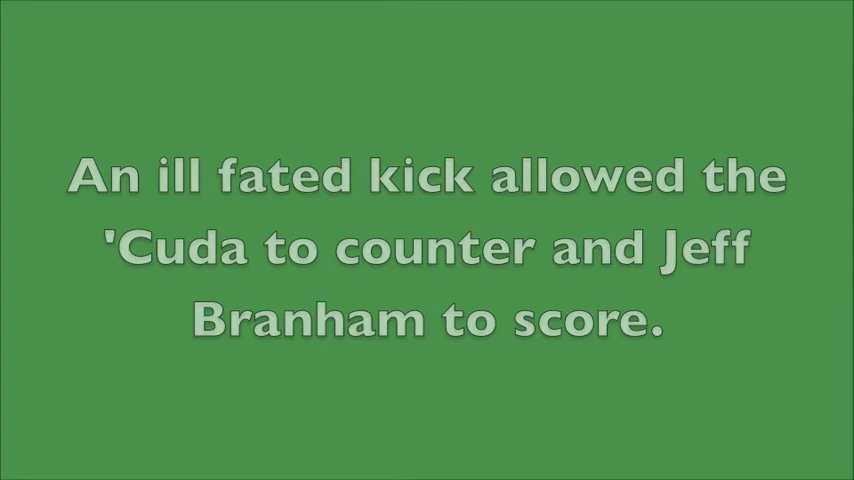 An ill fated kick allowed the
'Cuda to counter and Jeff
Branham to score.